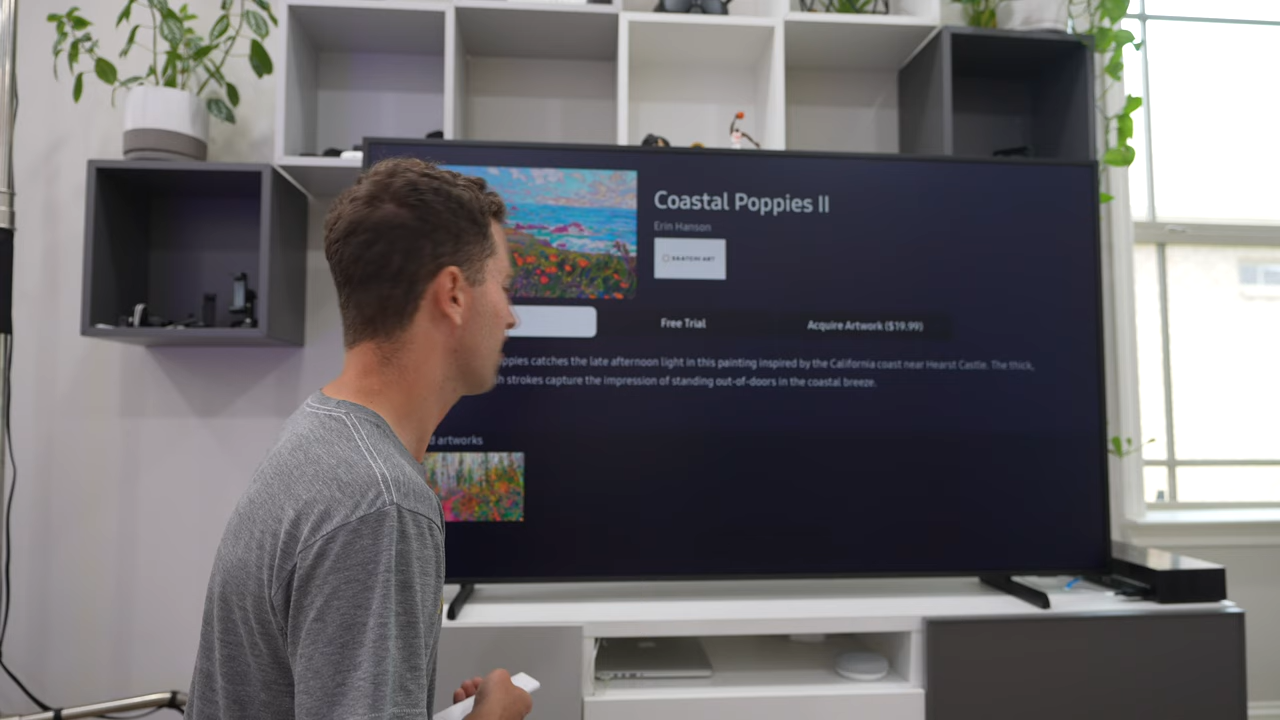 Coastal Poppies II
Erin Hanson
SAATCHI ART
Free Trial
Acquire Artwork ($19.99)
catches the late afternoon light in this painting inspired by the California coast near Hearst Castle. The thick,
strokes capture the impression of standing out-of-doors in the coastal breeze.
artworks